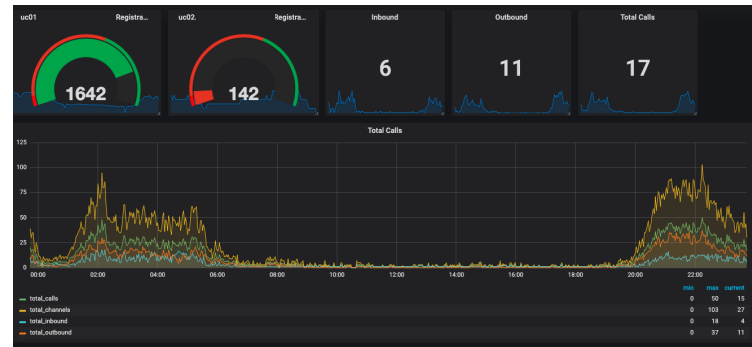 uc01 Registra...
uc02. Registra...
Inbound
Outbound
Total Calls
1642
142
6
11
17
Total Calls
125
100
75
50
25
0
00:00 02:00 04:00 06:00 08:00 10:00 12:00 14:00 16:00 18:00 20:00 22:00
min max current
total_calls 0 50 15
total_channels 0 103 27
total_inbound 0 18 4
total_outbound 0 37 11